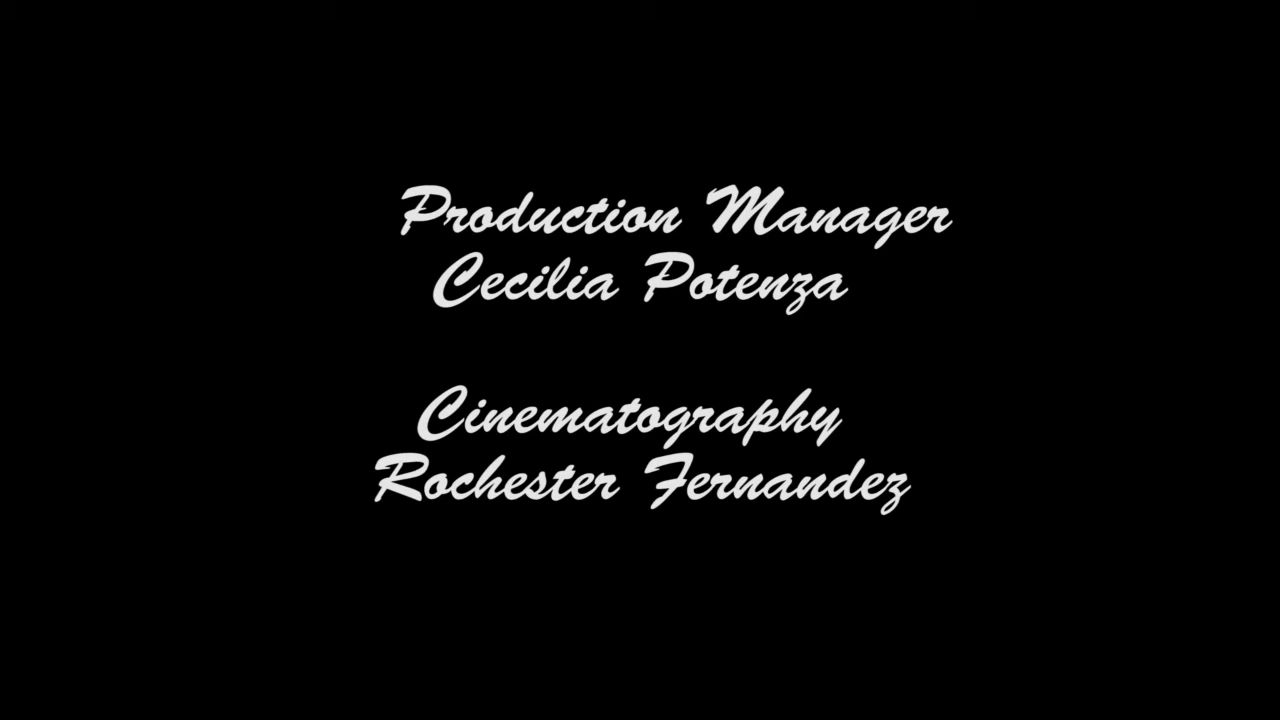 Production Manager
Cecilia Potenza
Cinematography
Rochester Fernandez